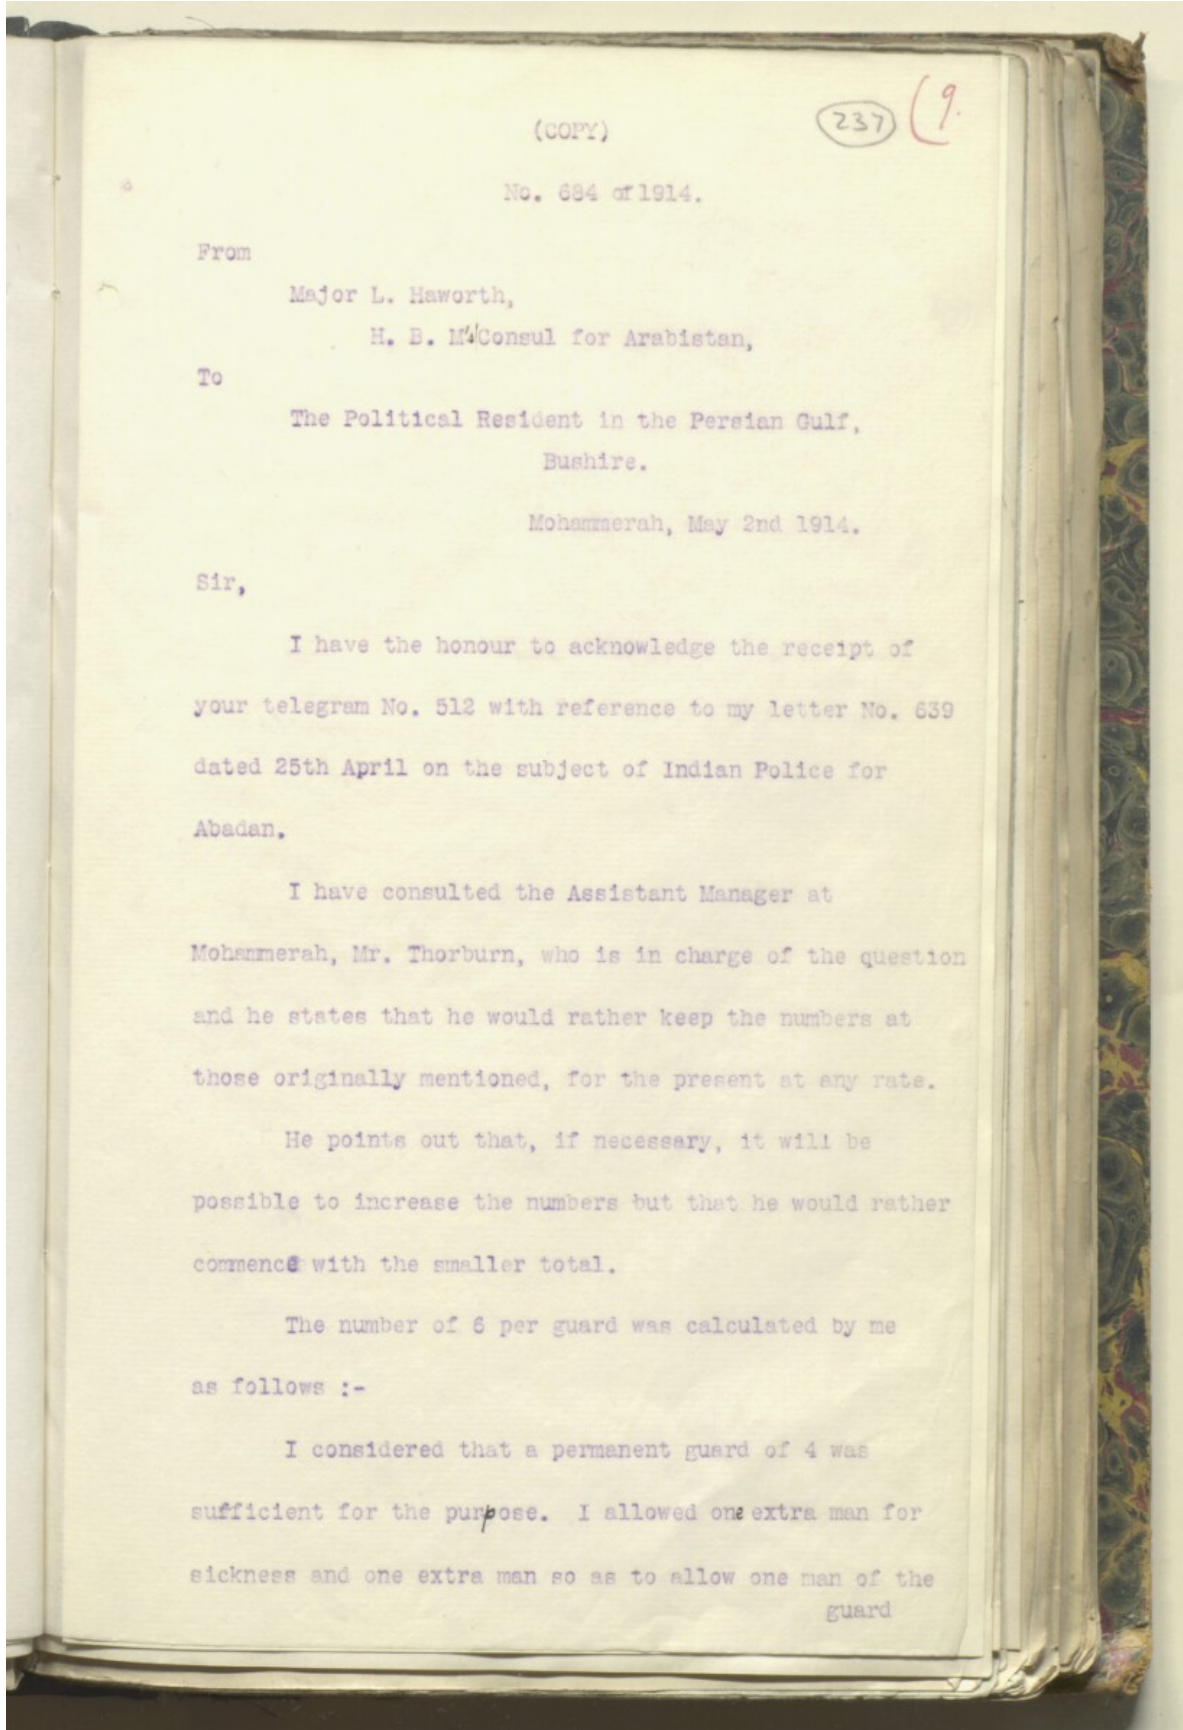 (COPY)
237
9.
No. 684 of 1914.
From
Major L. Haworth,
H. B. M's Consul for Arabistan,
To
The Political Resident in the Persian Gulf,
Bushire.
Mohammerah, May 2nd 1914.
Sir,
I have the honour to acknowledge the receipt of
your telegram No. 512 with reference to my letter No. 639
dated 25th April on the subject of Indian Police for
Abadan.
I have consulted the Assistant Manager at
Mohammerah, Mr. Thorburn, who is in charge of the question
and he states that he would rather keep the numbers at
those originally mentioned, for the present at any rate.
He points out that, if necessary, it will be
possible to increase the numbers but that he would rather
commence with the smaller total.
The number of 6 per guard was calculated by me
as follows :-
I considered that a permanent guard of 4 was
sufficient for the purpose. I allowed one extra man for
sickness and one extra man so as to allow one man of the
guard